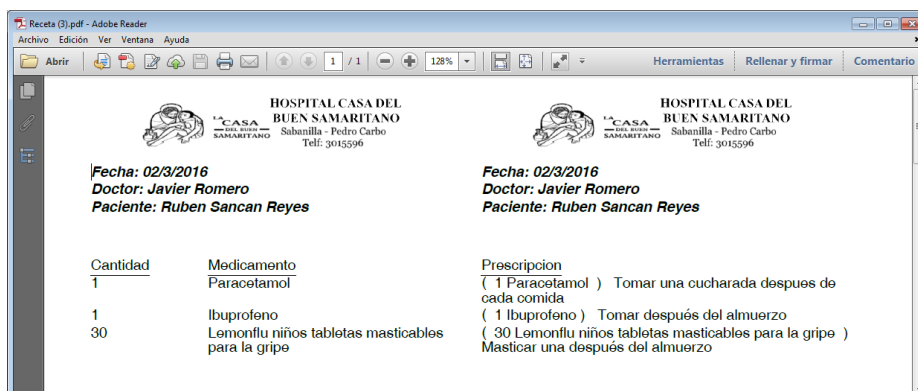 Receta (3).pdf - Adobe Reader
Archivo Edición Ver Ventana Ayuda
Abrir 1 / 1 128% Herramientas Rellenar y firmar Comentario
HOSPITAL CASA DEL
BUEN SAMARITANO
Sabanilla - Pedro Carbo
Telf: 3015596
LA
CASA
DEL BUEN
SAMARITANO
HOSPITAL CASA DEL
BUEN SAMARITANO
Sabanilla - Pedro Carbo
Telf: 3015596
LA
CASA
DEL BUEN
SAMARITANO
Fecha: 02/3/2016
Doctor: Javier Romero
Paciente: Ruben Sancan Reyes
Fecha: 02/3/2016
Doctor: Javier Romero
Paciente: Ruben Sancan Reyes
Cantidad Medicamento
1 Paracetamol
1 Ibuprofeno
30 Lemonflu niños tabletas masticables
para la gripe
Prescripcion
( 1 Paracetamol ) Tomar una cucharada despues de
cada comida
( 1 Ibuprofeno ) Tomar después del almuerzo
( 30 Lemonflu niños tabletas masticables para la gripe )
Masticar una después del almuerzo